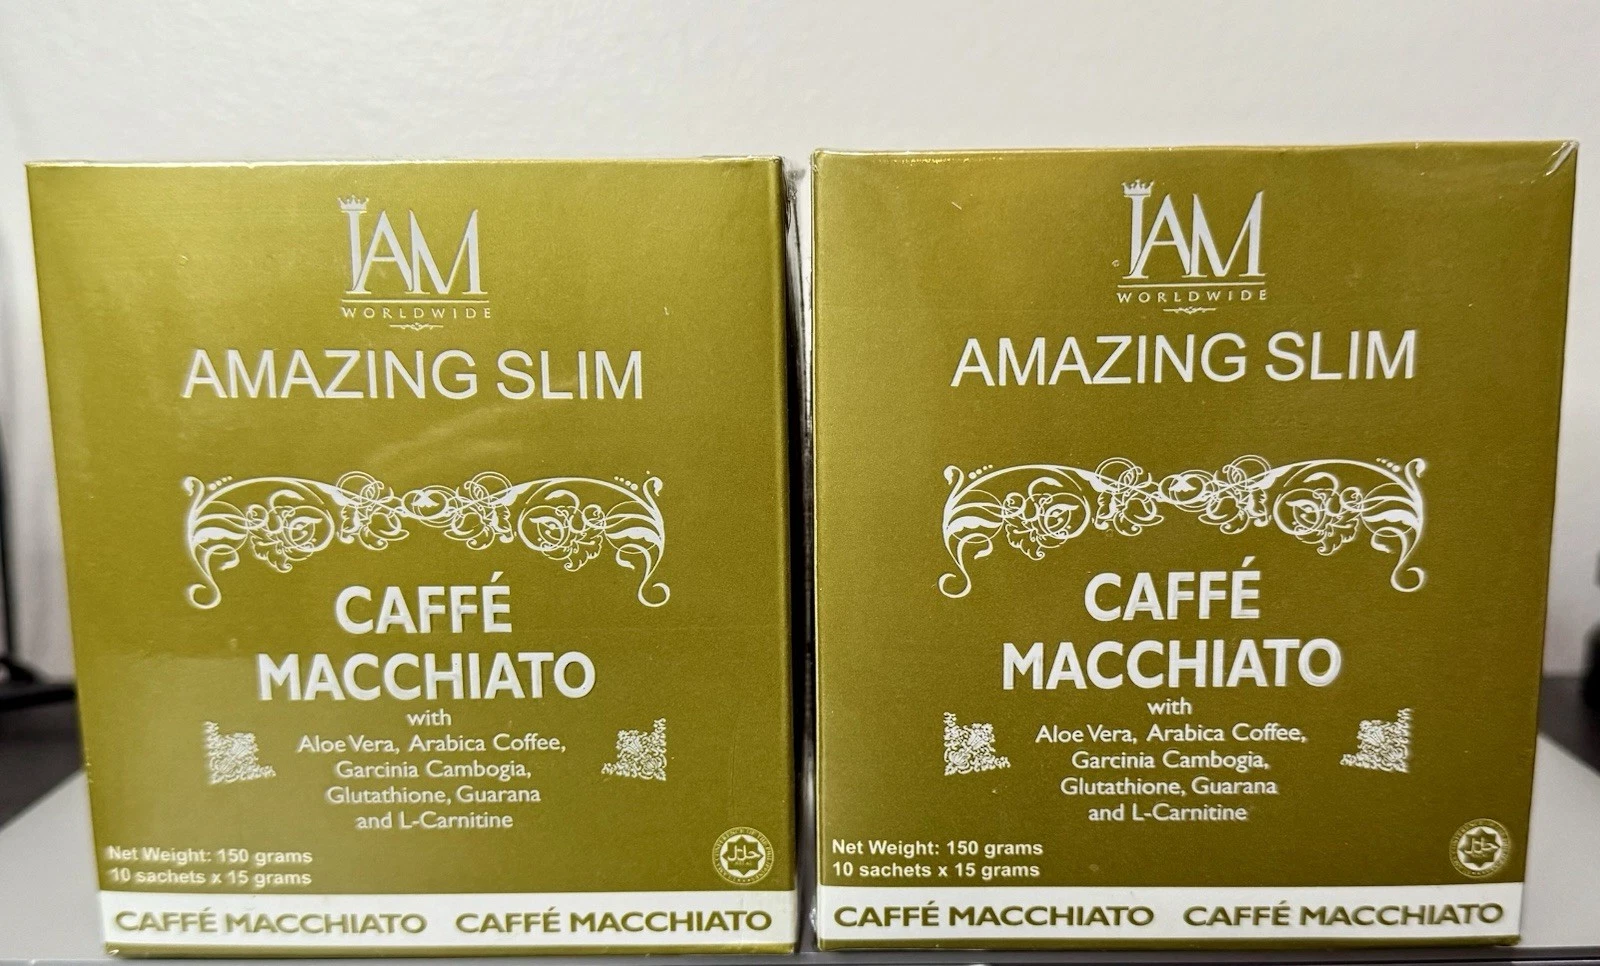 IAM
WORLDWIDE
AMAZING SLIM
CAFFÉ
MACCHIATO
with
Aloe Vera, Arabica Coffee,
Garcinia Cambogia,
Glutathione, Guarana
and L-Carnitine
Net Weight: 150 grams
10 sachets x 15 grams
حلال
CAFFÉ MACCHIATO CAFFÉ MACCHIATO
IAM
WORLDWIDE
AMAZING SLIM
CAFFÉ
MACCHIATO
with
Aloe Vera, Arabica Coffee,
Garcinia Cambogia,
Glutathione, Guarana
and L-Carnitine
Net Weight: 150 grams
10 sachets x 15 grams
حلال
CAFFÉ MACCHIATO CAFFÉ MACCHIATO